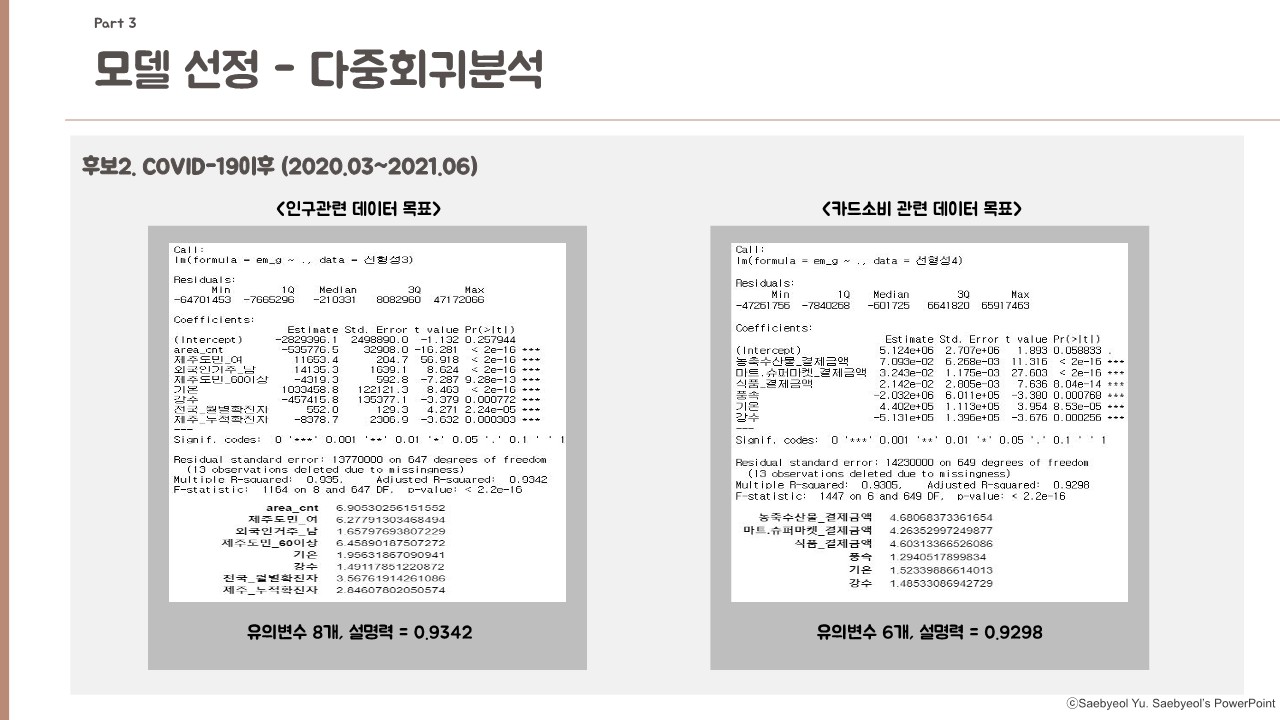 Part 3
모델 선정 - 다중회귀분석
후보2. COVID-19이후 (2020.03~2021.06)
<인구관련 데이터 목표>
Call:
lm(formula = em_g ~ ., data = 선형성3)
Residuals:
Min 1Q Median 3Q Max
-64701453 -7665296 -210331 8082960 47172066
Coefficients:
Estimate Std. Error t value Pr(>|t|)
(Intercept) -2829396.1 2498890.0 -1.132 0.257944
area_cnt -535776.5 32908.0 -16.281 < 2e-16 ***
제주도민_여 11653.4 204.7 56.918 < 2e-16 ***
외국인거주_남 14135.3 1639.1 8.624 < 2e-16 ***
제주도민_60이상 -4319.3 592.8 -7.287 9.28e-13 ***
기온 1033458.8 122121.3 8.463 < 2e-16 ***
강수 -457415.8 135377.1 -3.379 0.000772 ***
전국_월별확진자 552.0 129.3 4.271 2.24e-05 ***
제주_누적확진자 -8378.7 2306.9 -3.632 0.000303 ***
---
Signif. codes: 0 '***' 0.001 '**' 0.01 '*' 0.05 '.' 0.1 ' ' 1
Residual standard error: 13770000 on 647 degrees of freedom
(13 observations deleted due to missingness)
Multiple R-squared: 0.935, Adjusted R-squared: 0.9342
F-statistic: 1164 on 8 and 647 DF, p-value: < 2.2e-16
area_cnt 6.90530256151552
제주도민_여 6.27791303468494
외국인거주_남 1.65797693807229
제주도민_60이상 6.45890187507272
기온 1.95631867090941
강수 1.49117851220872
전국_월별확진자 3.56761914261086
제주_누적확진자 2.84607802050574
유의변수 8개, 설명력 = 0.9342
<카드소비 관련 데이터 목표>
Call:
lm(formula = em_g ~ ., data = 선형성4)
Residuals:
Min 1Q Median 3Q Max
-47261756 -7840268 -601725 6641820 65917463
Coefficients:
Estimate Std. Error t value Pr(>|t|)
(Intercept) 5.124e+06 2.707e+06 1.893 0.058833 .
농축수산물_결제금액 7.093e-02 6.268e-03 11.316 < 2e-16 ***
마트.슈퍼마켓_결제금액 3.243e-02 1.175e-03 27.603 < 2e-16 ***
식품_결제금액 2.142e-02 2.805e-03 7.636 8.04e-14 ***
풍속 -2.032e+06 6.011e+05 -3.380 0.000768 ***
기온 4.402e+05 1.113e+05 3.954 8.53e-05 ***
강수 -5.131e+05 1.396e+05 -3.676 0.000256 ***
---
Signif. codes: 0 '***' 0.001 '**' 0.01 '*' 0.05 '.' 0.1 ' ' 1
Residual standard error: 14230000 on 649 degrees of freedom
(13 observations deleted due to missingness)
Multiple R-squared: 0.9305, Adjusted R-squared: 0.9298
F-statistic: 1447 on 6 and 649 DF, p-value: < 2.2e-16
농축수산물_결제금액 4.68068373361654
마트.슈퍼마켓_결제금액 4.26352997249877
식품_결제금액 4.60313366526086
풍속 1.2940517899834
기온 1.52339886614013
강수 1.48533086942729
유의변수 6개, 설명력 = 0.9298
ⓒSaebyeol Yu. Saebyeol's PowerPoint